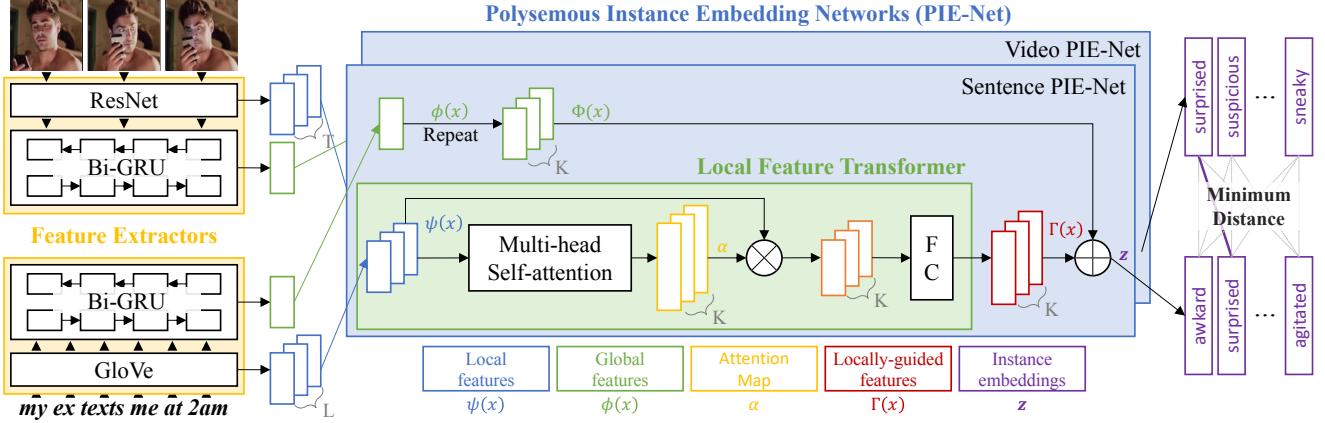 Polysemous Instance Embedding Networks (PIE-Net)
Video PIE-Net
Sentence PIE-Net
ResNet
Bi-GRU
T
Feature Extractors
Bi-GRU
GloVe
my ex texts me at 2am
L
ϕ(x)
Repeat
K
Φ(x)
Local Feature Transformer
ψ(x)
Multi-head
Self-attention
α
K
K
F
C
Γ(x)
K
z
surprised
suspicious
...
sneaky
Minimum
Distance
awkard
surprised
...
agitated
Local
features
ψ(x)
Global
features
ϕ(x)
Attention
Map
α
Locally-guided
features
Γ(x)
Instance
embeddings
z